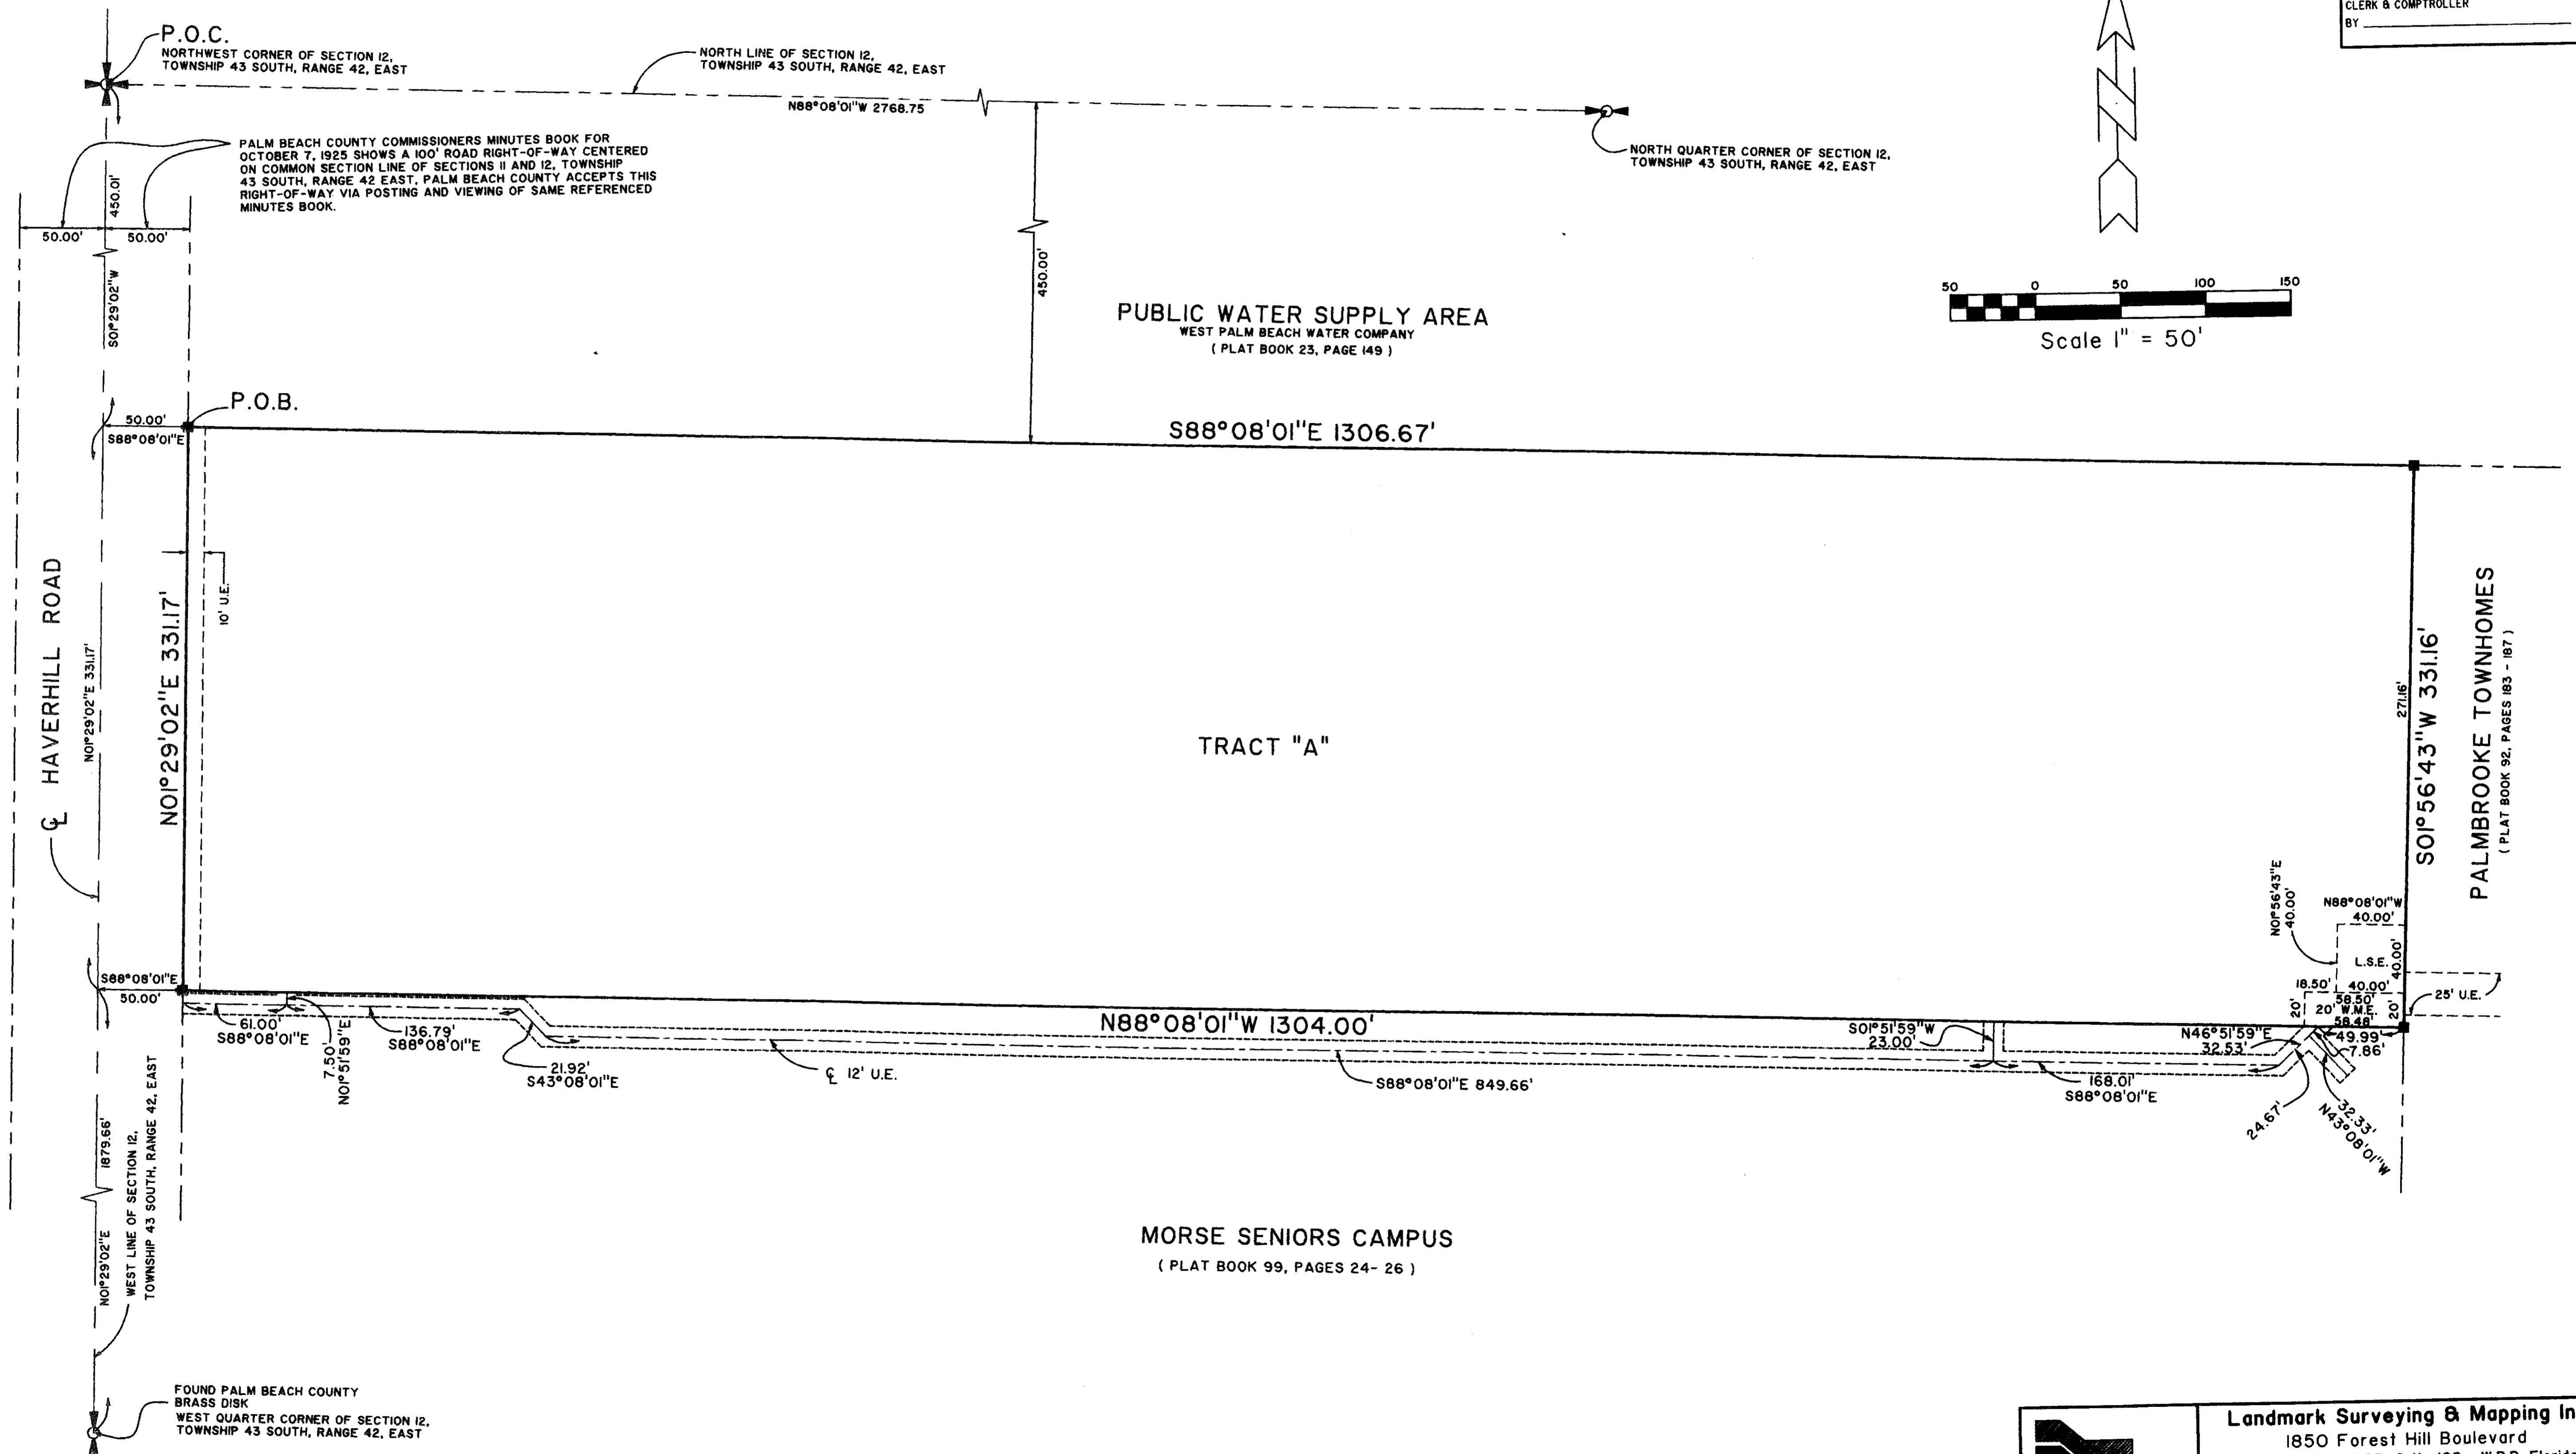 CLERK & COMPTROLLER
BY
P.O.C.
NORTHWEST CORNER OF SECTION 12,
TOWNSHIP 43 SOUTH, RANGE 42, EAST
NORTH LINE OF SECTION 12,
TOWNSHIP 43 SOUTH, RANGE 42, EAST
N88°08'01"W 2768.75
NORTH QUARTER CORNER OF SECTION 12,
TOWNSHIP 43 SOUTH, RANGE 42, EAST
PALM BEACH COUNTY COMMISSIONERS MINUTES BOOK FOR
OCTOBER 7, 1925 SHOWS A 100' ROAD RIGHT-OF-WAY CENTERED
ON COMMON SECTION LINE OF SECTIONS 11 AND 12, TOWNSHIP
43 SOUTH, RANGE 42 EAST, PALM BEACH COUNTY ACCEPTS THIS
RIGHT-OF-WAY VIA POSTING AND VIEWING OF SAME REFERENCED
MINUTES BOOK.
450.01'
50.00'
50.00'
S01°29'02"W
450.00'
N
50 0 50 100 150
Scale 1" = 50'
PUBLIC WATER SUPPLY AREA
WEST PALM BEACH WATER COMPANY
( PLAT BOOK 23, PAGE 149 )
P.O.B.
50.00'
S88°08'01"E
S88°08'01"E 1306.67'
℄ HAVERHILL ROAD
N01°29'02"E 331.17'
N01°29'02"E 331.17'
10' U.E.
TRACT "A"
271.16'
S01°56'43"W 331.16'
PALMBROOKE TOWNHOMES
( PLAT BOOK 92, PAGES 183 - 187 )
N01°56'43"E
40.00'
N88°08'01"W
40.00'
L.S.E.
40.00'
18.50'
40.00'
25' U.E.
20'
58.50'
20' W.M.E.
20'
58.48'
49.99'
7.86'
S88°08'01"E
50.00'
61.00'
S88°08'01"E
7.50'
N01°51'59"E
136.79'
S88°08'01"E
21.92'
S43°08'01"E
℄ 12' U.E.
N88°08'01"W 1304.00'
S88°08'01"E 849.66'
S01°51'59"W
23.00'
N46°51'59"E
32.53'
168.01'
S88°08'01"E
24.67'
32.33'
N43°08'01"W
1879.66'
N01°29'02"E
WEST LINE OF SECTION 12,
TOWNSHIP 43 SOUTH, RANGE 42, EAST
MORSE SENIORS CAMPUS
( PLAT BOOK 99, PAGES 24- 26 )
FOUND PALM BEACH COUNTY
BRASS DISK
WEST QUARTER CORNER OF SECTION 12,
TOWNSHIP 43 SOUTH, RANGE 42, EAST
Landmark Surveying & Mapping In
1850 Forest Hill Boulevard